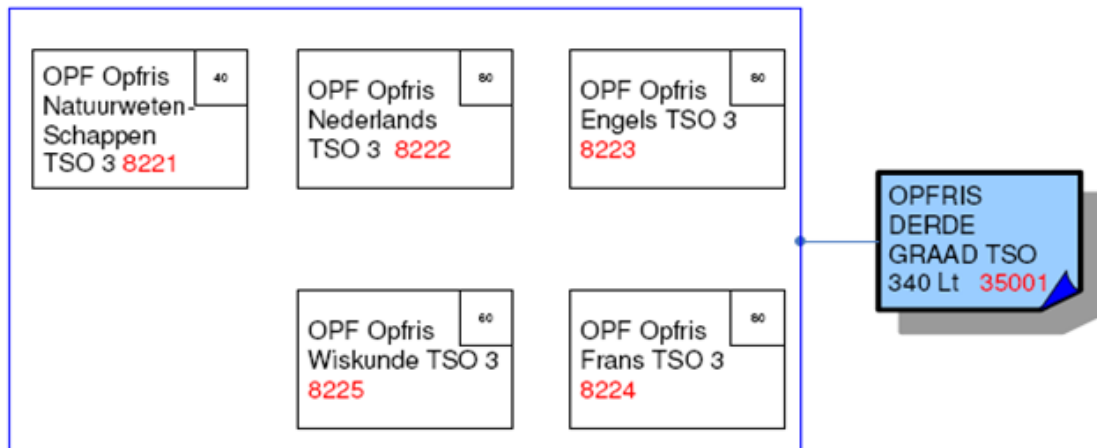 OPF Opfris
Natuurweten-
Schappen
TSO 3 8221
40
OPF Opfris
Nederlands
TSO 3 8222
80
OPF Opfris
Engels TSO 3
8223
80
OPFRIS
DERDE
GRAAD TSO
340 Lt 35001
OPF Opfris
Wiskunde TSO 3
8225
60
OPF Opfris
Frans TSO 3
8224
80